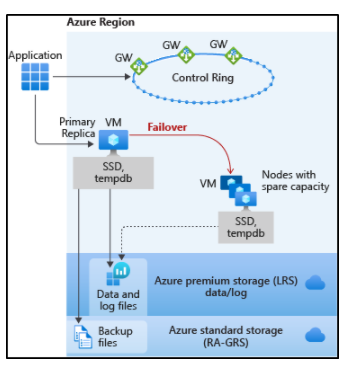 Azure Region
Application
GW
GW
GW
Control Ring
Primary
Replica
VM
Failover
SSD,
tempdb
VM
Nodes with
spare capacity
SSD,
tempdb
Data and
log files
Azure premium storage (LRS)
data/log
Backup
files
Azure standard storage
(RA-GRS)